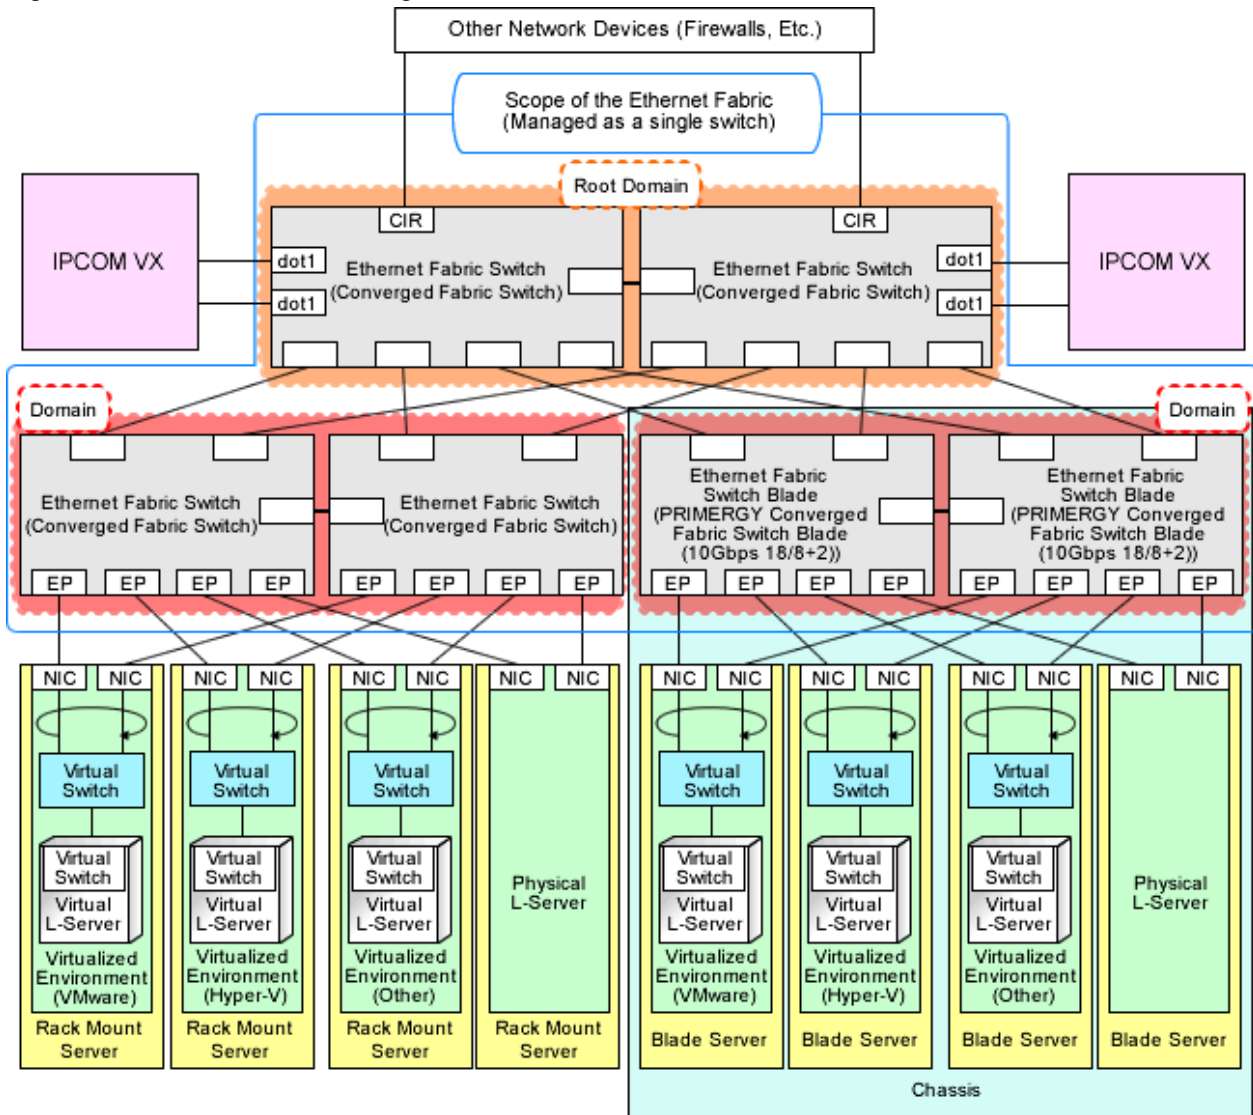 Other Network Devices (Firewalls, Etc.)
Scope of the Ethernet Fabric
(Managed as a single switch)
Root Domain
IPCOM VX
CIR
CIR
IPCOM VX
dot1
dot1
Ethernet Fabric Switch
(Converged Fabric Switch)
Ethernet Fabric Switch
(Converged Fabric Switch)
dot1
dot1
Domain
Domain
Ethernet Fabric Switch
(Converged Fabric Switch)
Ethernet Fabric Switch
(Converged Fabric Switch)
Ethernet Fabric
Switch Blade
(PRIMERGY Converged
Fabric Switch Blade
(10Gbps 18/8+2))
Ethernet Fabric
Switch Blade
(PRIMERGY Converged
Fabric Switch Blade
(10Gbps 18/8+2))
EP EP EP EP
EP EP EP EP
EP EP EP EP
EP EP EP EP
NIC NIC
Virtual
Switch
Virtual
Switch
Virtual
L-Server
Virtualized
Environment
(VMware)
Rack Mount
Server
NIC NIC
Virtual
Switch
Virtual
Switch
Virtual
L-Server
Virtualized
Environment
(Hyper-V)
Rack Mount
Server
NIC NIC
Virtual
Switch
Virtual
Switch
Virtual
L-Server
Virtualized
Environment
(Other)
Rack Mount
Server
NIC NIC
Physical
L-Server
Rack Mount
Server
NIC NIC
Virtual
Switch
Virtual
Switch
Virtual
L-Server
Virtualized
Environment
(VMware)
Blade Server
NIC NIC
Virtual
Switch
Virtual
Switch
Virtual
L-Server
Virtualized
Environment
(Hyper-V)
Blade Server
NIC NIC
Virtual
Switch
Virtual
Switch
Virtual
L-Server
Virtualized
Environment
(Other)
Blade Server
NIC NIC
Physical
L-Server
Blade Server
Chassis